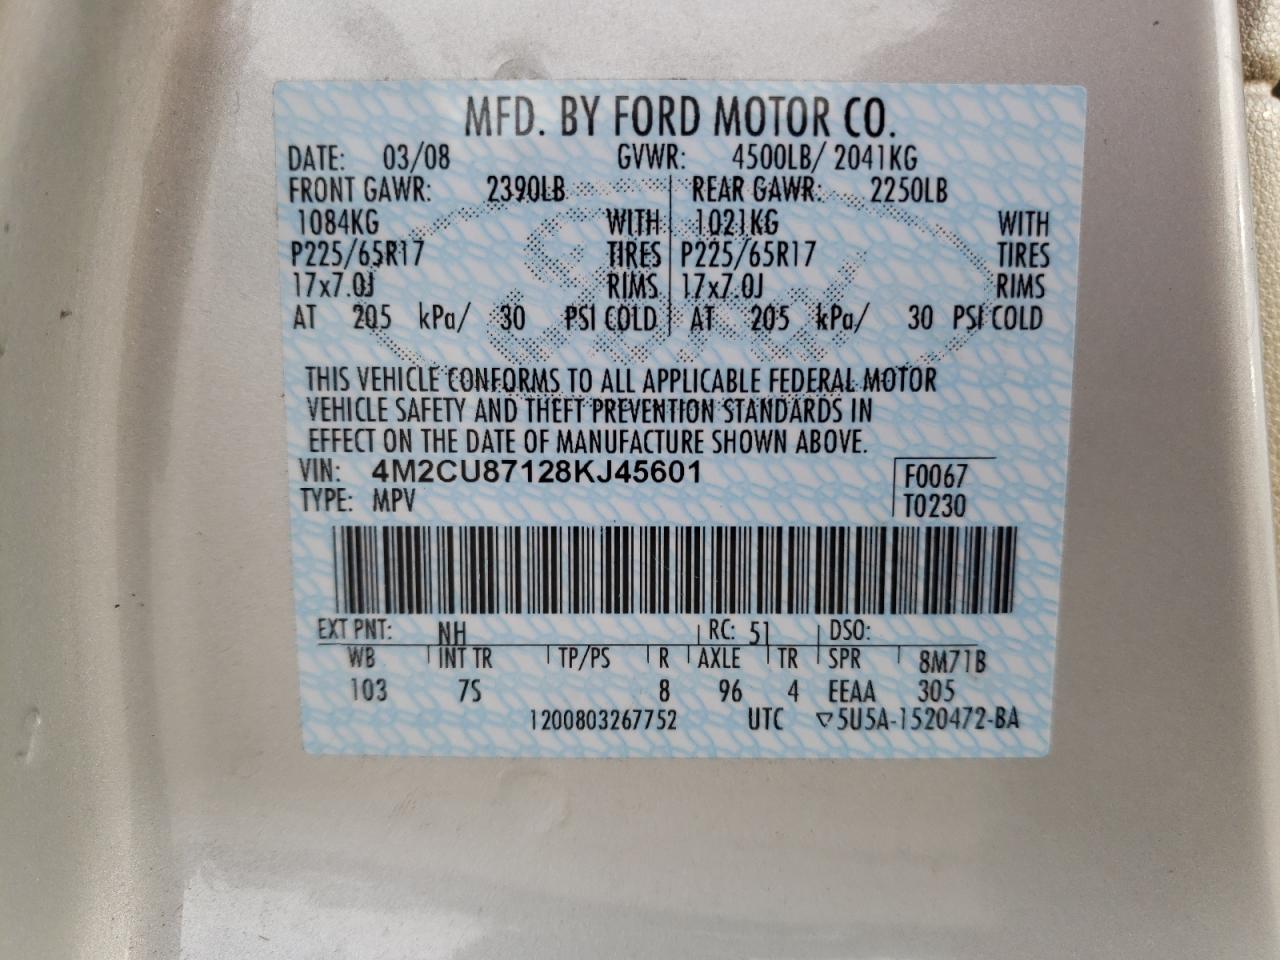 MFD. BY FORD MOTOR CO.
DATE: 03/08 GVWR: 4500LB/ 2041KG
FRONT GAWR: 2390LB REAR GAWR: 2250LB
1084KG WITH 1021KG WITH
P225/65R17 TIRES P225/65R17 TIRES
17x7.0J RIMS 17x7.0J RIMS
AT 205 kPa/ 30 PSI COLD AT 205 kPa/ 30 PSI COLD
THIS VEHICLE CONFORMS TO ALL APPLICABLE FEDERAL MOTOR
VEHICLE SAFETY AND THEFT PREVENTION STANDARDS IN
EFFECT ON THE DATE OF MANUFACTURE SHOWN ABOVE.
VIN: 4M2CU87128KJ45601 F0067
TYPE: MPV T0230
EXT PNT: NH RC: 51 DSO:
WB INT TR TP/PS R AXLE TR SPR 8M71B
103 7S 8 96 4 EEAA 305
1200803267752 UTC ▽5U5A-1520472-BA
Ford